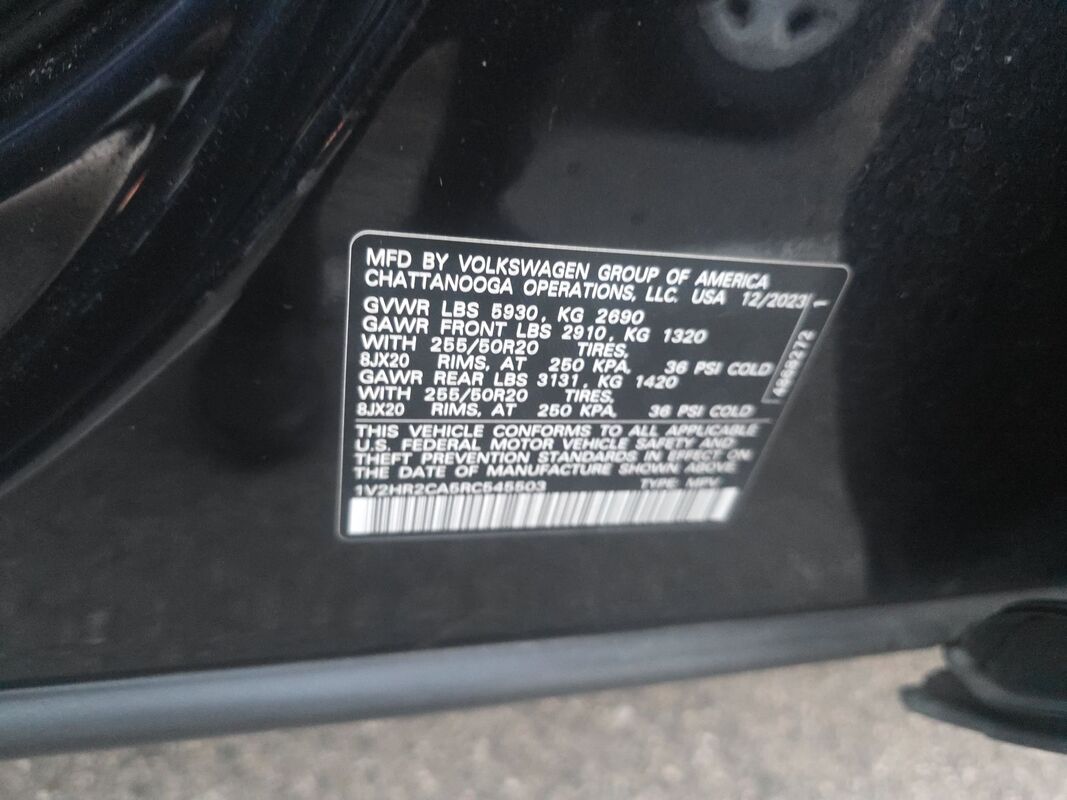 MFD BY VOLKSWAGEN GROUP OF AMERICA
CHATTANOOGA OPERATIONS, LLC. USA 12/2023
GVWR LBS 5930, KG 2690
GAWR FRONT LBS 2910, KG 1320
WITH 255/50R20 TIRES,
8JX20 RIMS, AT 250 KPA, 36 PSI COLD
GAWR REAR LBS 3131, KG 1420
WITH 255/50R20 TIRES,
8JX20 RIMS, AT 250 KPA, 36 PSI COLD
THIS VEHICLE CONFORMS TO ALL APPLICABLE
U.S. FEDERAL MOTOR VEHICLE SAFETY AND
THEFT PREVENTION STANDARDS IN EFFECT ON
THE DATE OF MANUFACTURE SHOWN ABOVE.
1V2HR2CA5RC545503 TYPE: MPV